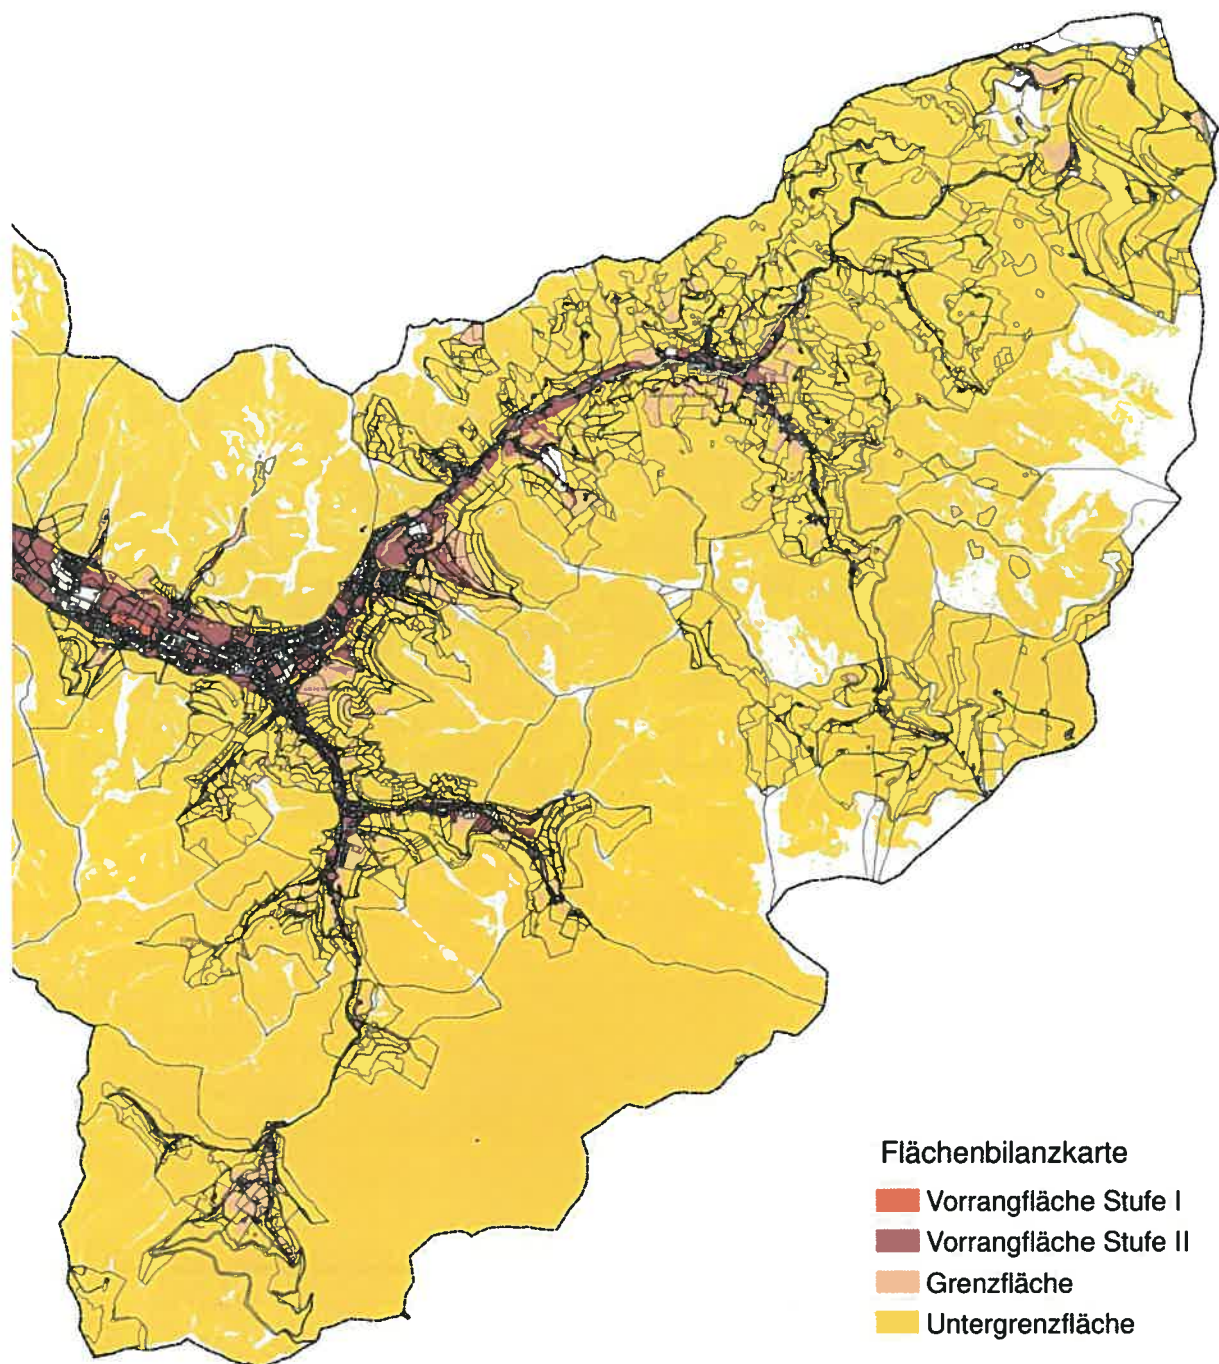 Flächenbilanzkarte
Vorrangfläche Stufe I
Vorrangfläche Stufe II
Grenzfläche
Untergrenzfläche